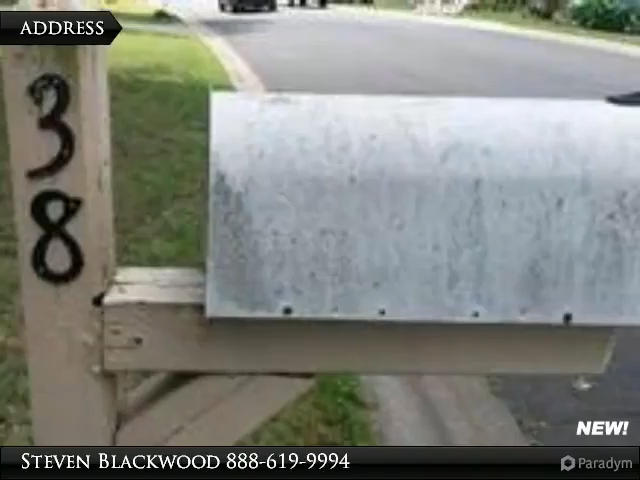 ADDRESS
3
8
NEW!
STEVEN BLACKWOOD 888-619-9994
Paradym